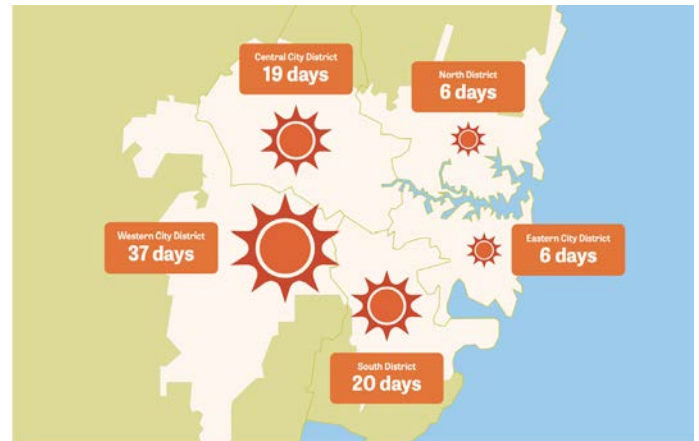 Central City District
19 days
North District
6 days
Western City District
37 days
Eastern City District
6 days
South District
20 days